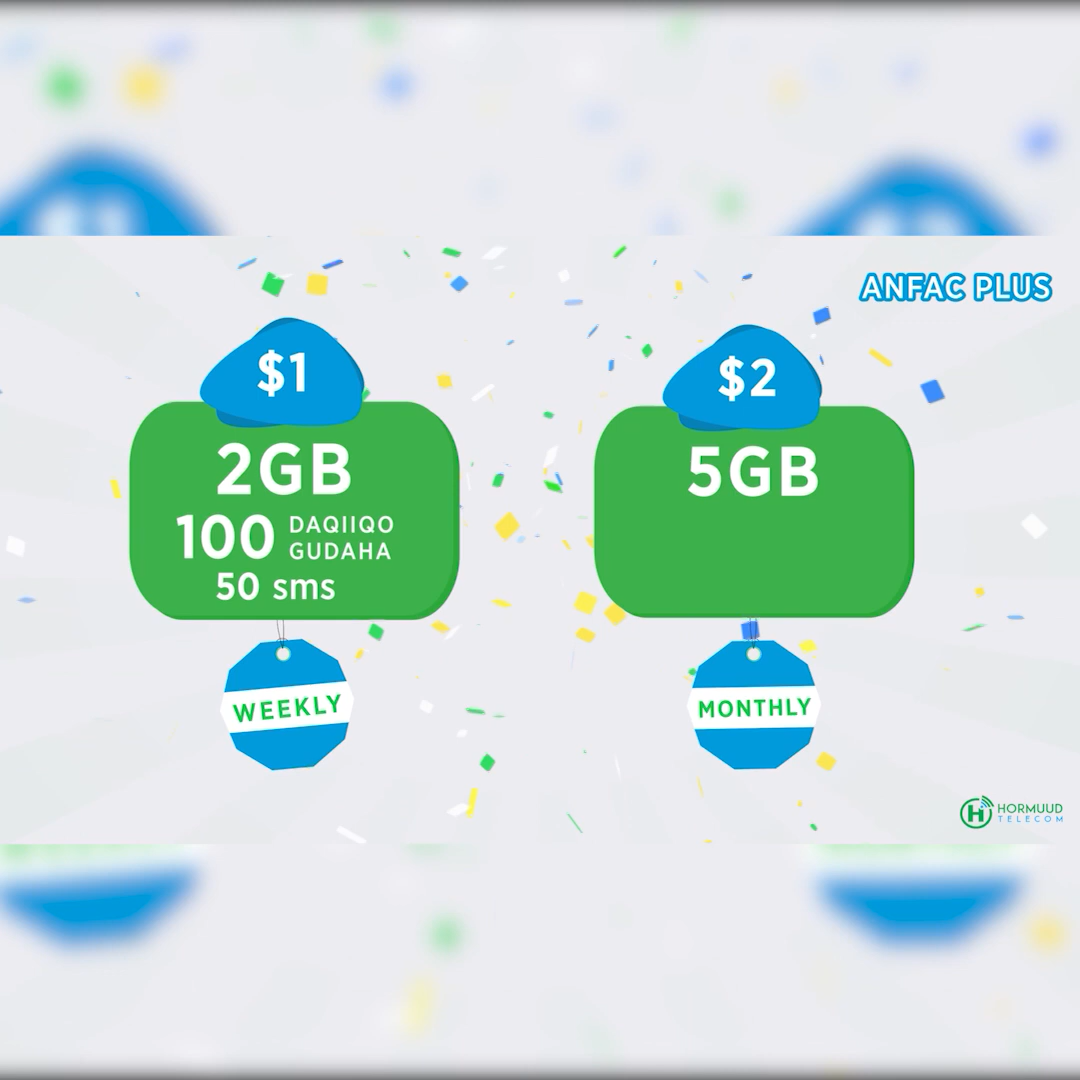 ANFAC PLUS
$1
2GB
100 DAQIIQO
GUDAHA
50 sms
WEEKLY
$2
5GB
MONTHLY
HORMUUD
TELECOM